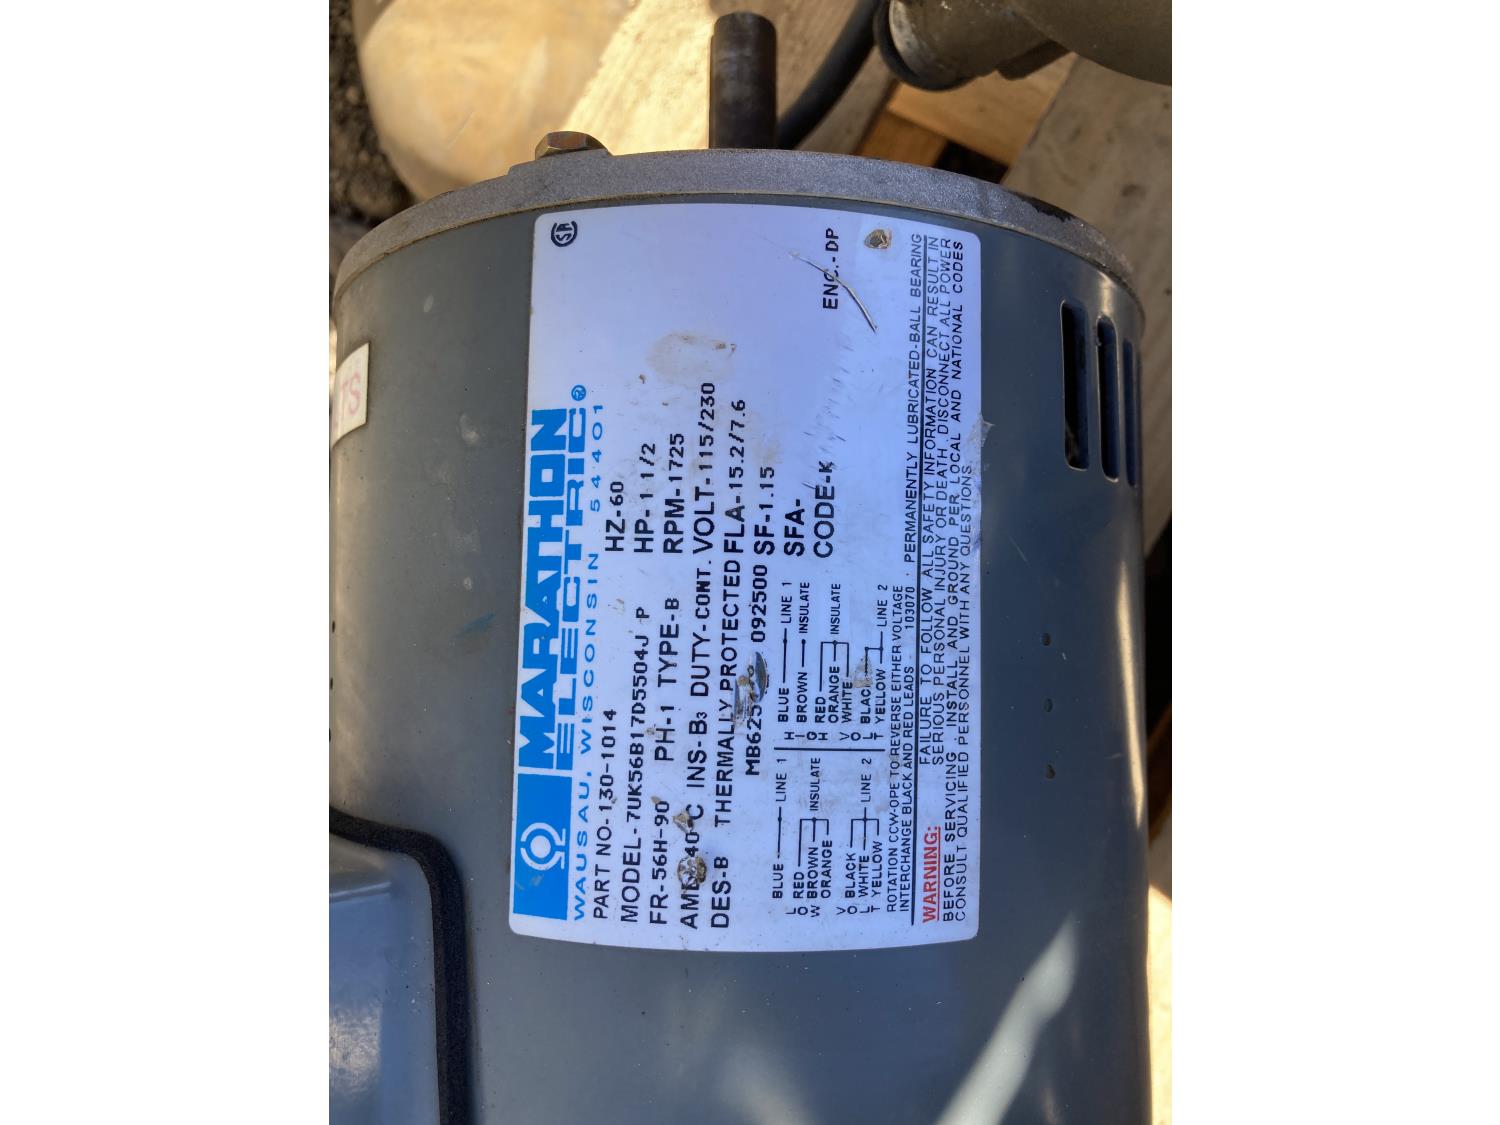 SA
MARATHON
ELECTRIC®
WAUSAU, WISCONSIN 54401
PART NO-130-1014 HZ-60
MODEL-7UK56B17D5504J P HP-1 1/2
FR-56H-90 PH-1 TYPE-B RPM-1725
40°C INS-B3 DUTY-CONT. VOLT-115/230
DES-B THERMALLY PROTECTED FLA-15.2/7.6
092500 SF-1.15
SFA-
CODE-K ENC.-DP
LOW VOLT
BLUE LINE 1
RED
BROWN INSULATE
ORANGE
BLACK
WHITE LINE 2
YELLOW
HIGH VOLT
BLUE LINE 1
BROWN INSULATE
RED
ORANGE INSULATE
WHITE
BLACK
YELLOW LINE 2
ROTATION CCW-OPE TO REVERSE EITHER VOLTAGE
INTERCHANGE BLACK AND RED LEADS 103070 PERMANENTLY LUBRICATED-BALL BEARING
WARNING: FAILURE TO FOLLOW ALL SAFETY INFORMATION CAN RESULT IN
SERIOUS PERSONAL INJURY OR DEATH. DISCONNECT ALL POWER
BEFORE SERVICING. INSTALL AND GROUND PER LOCAL AND NATIONAL CODES
CONSULT QUALIFIED PERSONNEL WITH ANY QUESTIONS.
TS